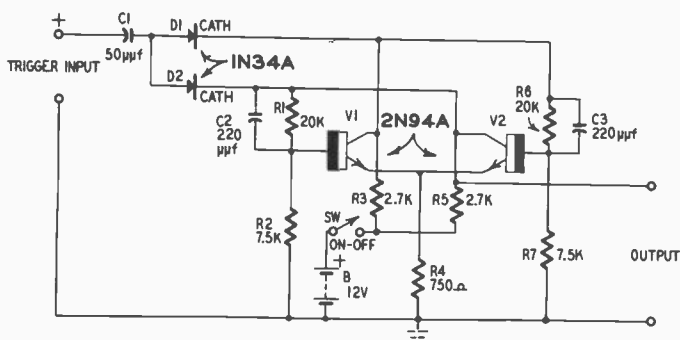 +
C1
50μμf
D1
CATH
TRIGGER INPUT
1N34A
D2
CATH
C2
220
μμf
R1
20K
V1
2N94A
V2
R6
20K
C3
220μμf
R3
2.7K
R5
2.7K
R2
7.5K
SW
ON-OFF
+
B
12V
R4
750Ω
R7
7.5K
OUTPUT